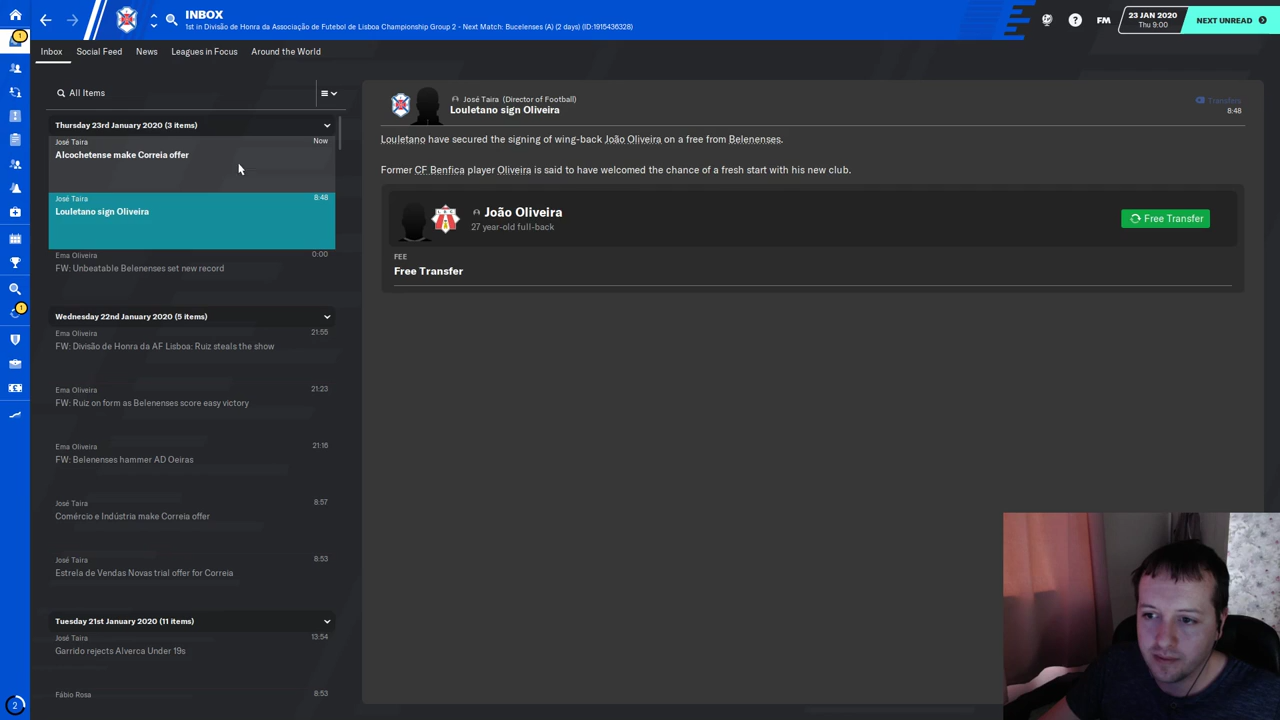 INBOX
1st in Divisão de Honra da Associação de Futebol de Lisboa Championship Group 2 - Next Match: Bucelenses (A) (2 days) (ID:1915436328)
FM
23 JAN 2020
Thu 9:00
NEXT UNREAD
1
Inbox
Social Feed
News
Leagues in Focus
Around the World
All Items
Thursday 23rd January 2020 (3 items)
José Taira
Now
Alcochetense make Correia offer
José Taira
8:48
Louletano sign Oliveira
Ema Oliveira
0:00
FW: Unbeatable Belenenses set new record
1
Wednesday 22nd January 2020 (5 items)
Ema Oliveira
21:55
FW: Divisão de Honra da AF Lisboa: Ruiz steals the show
Ema Oliveira
21:23
FW: Ruiz on form as Belenenses score easy victory
Ema Oliveira
21:16
FW: Belenenses hammer AD Oeiras
José Taira
8:57
Comércio e Indústria make Correia offer
José Taira
8:53
Estrela de Vendas Novas trial offer for Correia
Tuesday 21st January 2020 (11 items)
José Taira
13:54
Garrido rejects Alverca Under 19s
Fábio Rosa
8:53
2
José Taira (Director of Football)
Louletano sign Oliveira
Transfers
8:48
Louletano have secured the signing of wing-back João Oliveira on a free from Belenenses.
Former CF Benfica player Oliveira is said to have welcomed the chance of a fresh start with his new club.
João Oliveira
27 year-old full-back
Free Transfer
FEE
Free Transfer